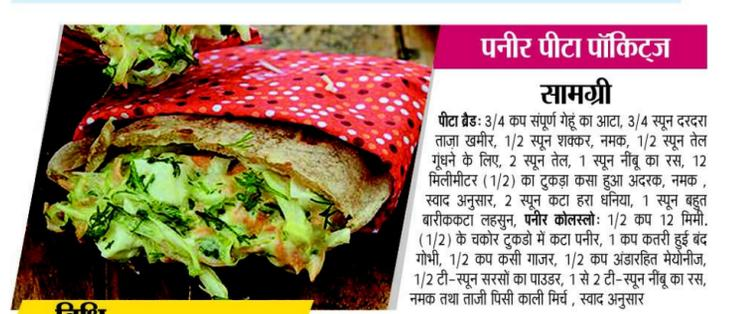 पनीर पीटा पॉकिट्ज
सामग्री
पीटा ब्रैड: 3/4 कप संपूर्ण गेहूं का आटा, 3/4 स्पून दरदरा
ताज़ा खमीर, 1/2 स्पून शक्कर, नमक, 1/2 स्पून तेल
गूंधने के लिए, 2 स्पून तेल, 1 स्पून नींबू का रस, 12
मिलीमीटर (1/2) का टुकड़ा कसा हुआ अदरक, नमक ,
स्वाद अनुसार, 2 स्पून कटा हरा धनिया, 1 स्पून बहुत
बारीककटा लहसुन, पनीर कोलस्लो: 1/2 कप 12 मिमी.
(1/2) के चकोर टुकडो में कटा पनीर, 1 कप कतरी हुई बंद
गोभी, 1/2 कप कसी गाजर, 1/2 कप अंडारहित मेयोनीज,
1/2 टी-स्पून सरसों का पाउडर, 1 से 2 टी-स्पून नींबू का रस,
नमक तथा ताजी पिसी काली मिर्च , स्वाद अनुसार